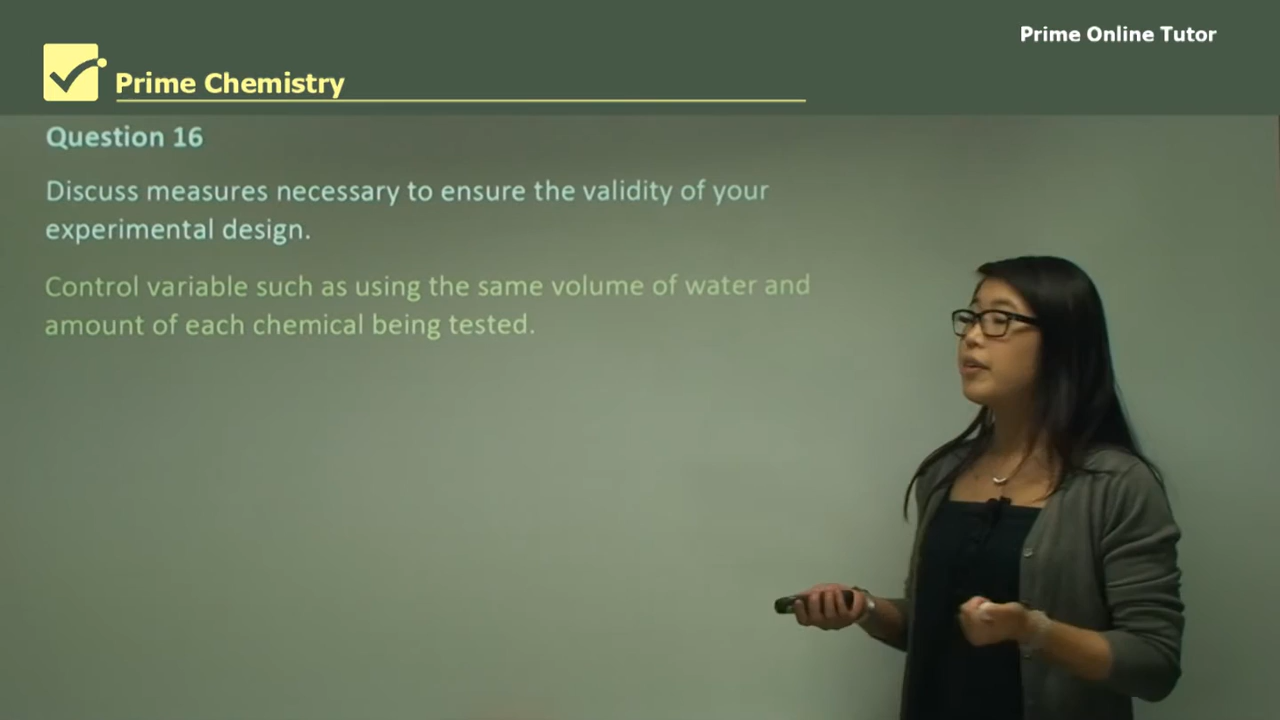 Prime Online Tutor
Prime Chemistry
Question 16
Discuss measures necessary to ensure the validity of your
experimental design.
Control variable such as using the same volume of water and
amount of each chemical being tested.